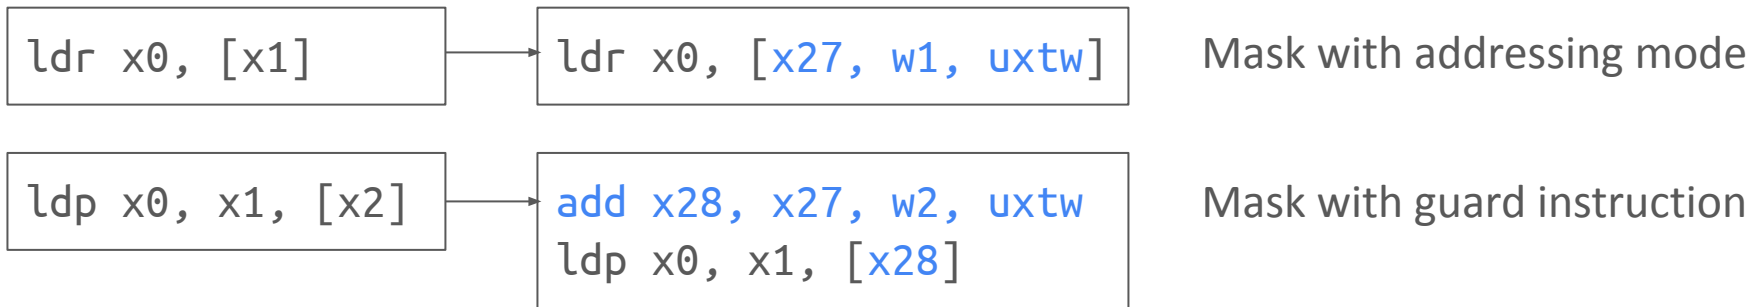 ldr x0, [x1]
ldr x0, [x27, w1, uxtw]
Mask with addressing mode
ldp x0, x1, [x2]
add x28, x27, w2, uxtw
ldp x0, x1, [x28]
Mask with guard instruction